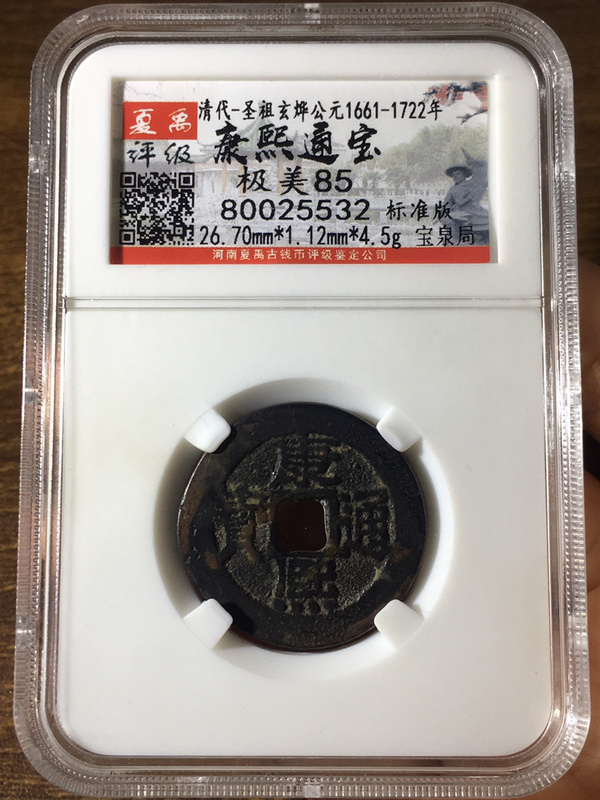 夏禹
评级
清代-圣祖玄烨公元1661-1722年
康熙通宝
极美85
80025532 标准版
26.70mm*1.12mm*4.5g 宝泉局
河南夏禹古钱币评级鉴定公司
康熙通寶